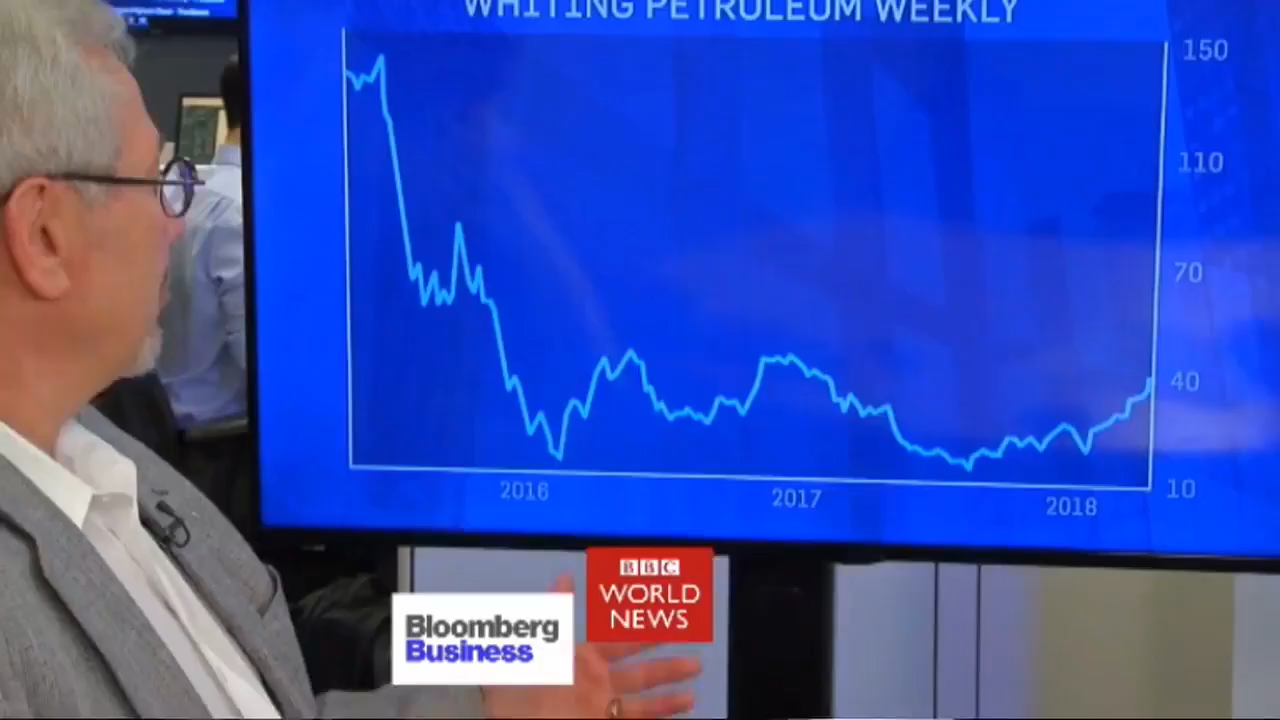 WHITING PETROLEUM WEEKLY
150
110
70
40
10
2016
2017
2018
BBC
WORLD
NEWS
Bloomberg
Business